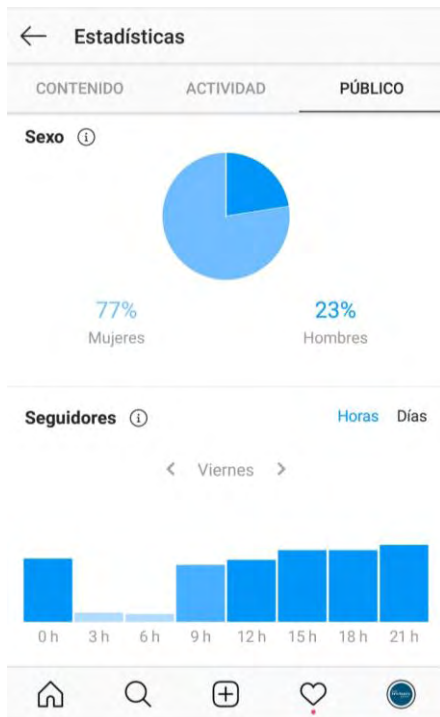 Estadísticas
CONTENIDO ACTIVIDAD PÚBLICO
Sexo
77% 23%
Mujeres Hombres
Seguidores Horas Días
< Viernes >
0 h 3 h 6 h 9 h 12 h 15 h 18 h 21 h